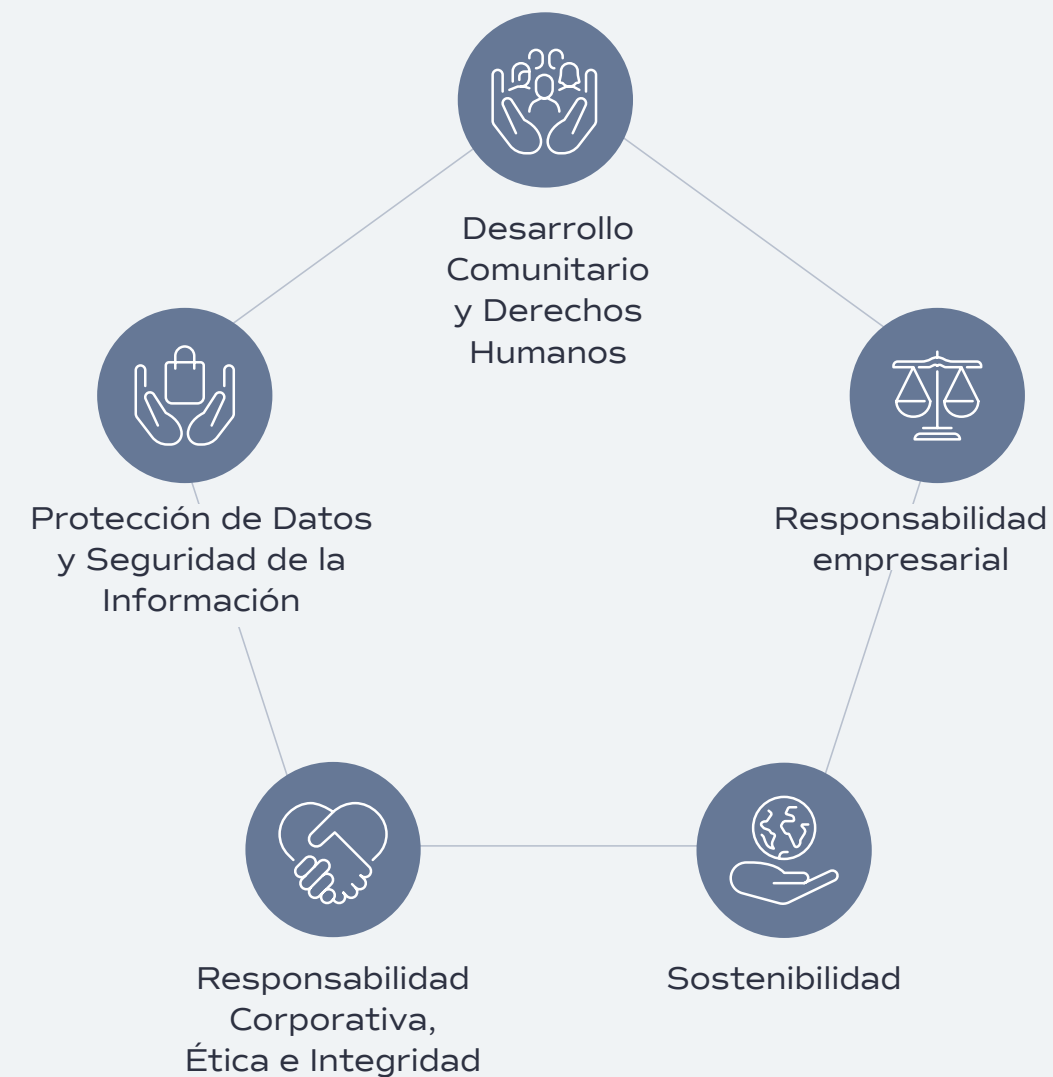 Desarrollo
Comunitario
y Derechos
Humanos
Protección de Datos
y Seguridad de la
Información
Responsabilidad
empresarial
Responsabilidad
Corporativa,
Ética e Integridad
Sostenibilidad